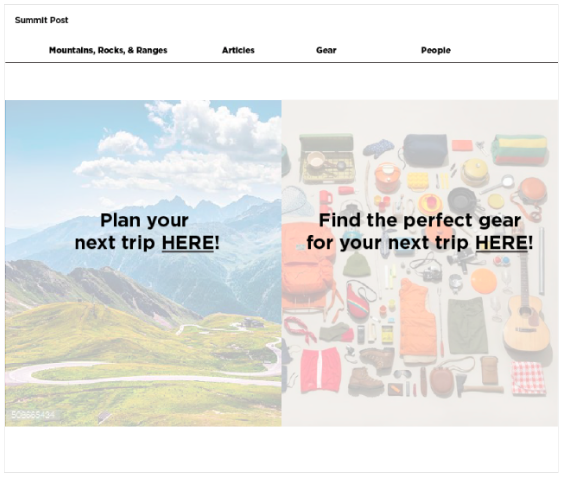 Summit Post
Mountains, Rocks, & Ranges Articles Gear People
Plan your
next trip HERE!
Find the perfect gear
for your next trip HERE!